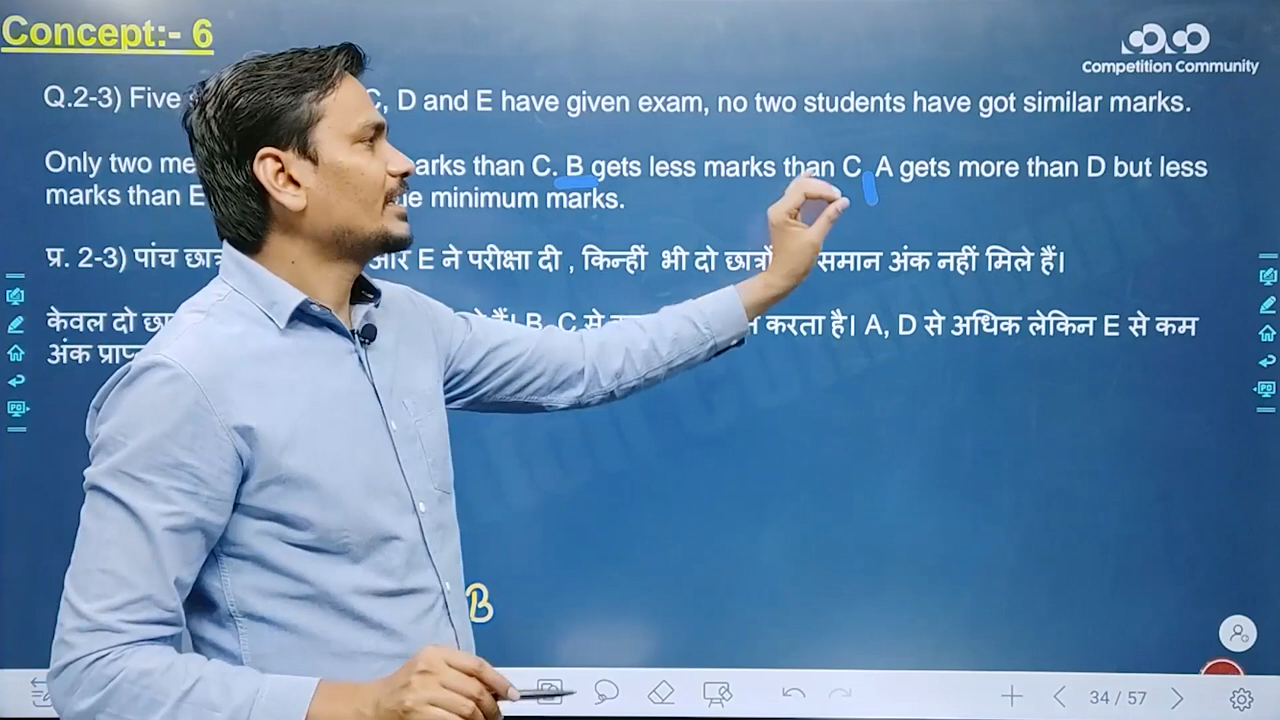 Concept:- 6
Competition Community
Q.2-3) Five C, D and E have given exam, no two students have got similar marks.
Only two than C. B gets less marks than C A gets more than D but less
marks than E minimum marks.
प्र. 2-3) पांच और E ने परीक्षा दी , किन्हीं भी दो समान अंक नहीं मिले हैं।
केवल दो B, C से करता है। A, D से अधिक लेकिन E से कम
अंक
B
34 / 57